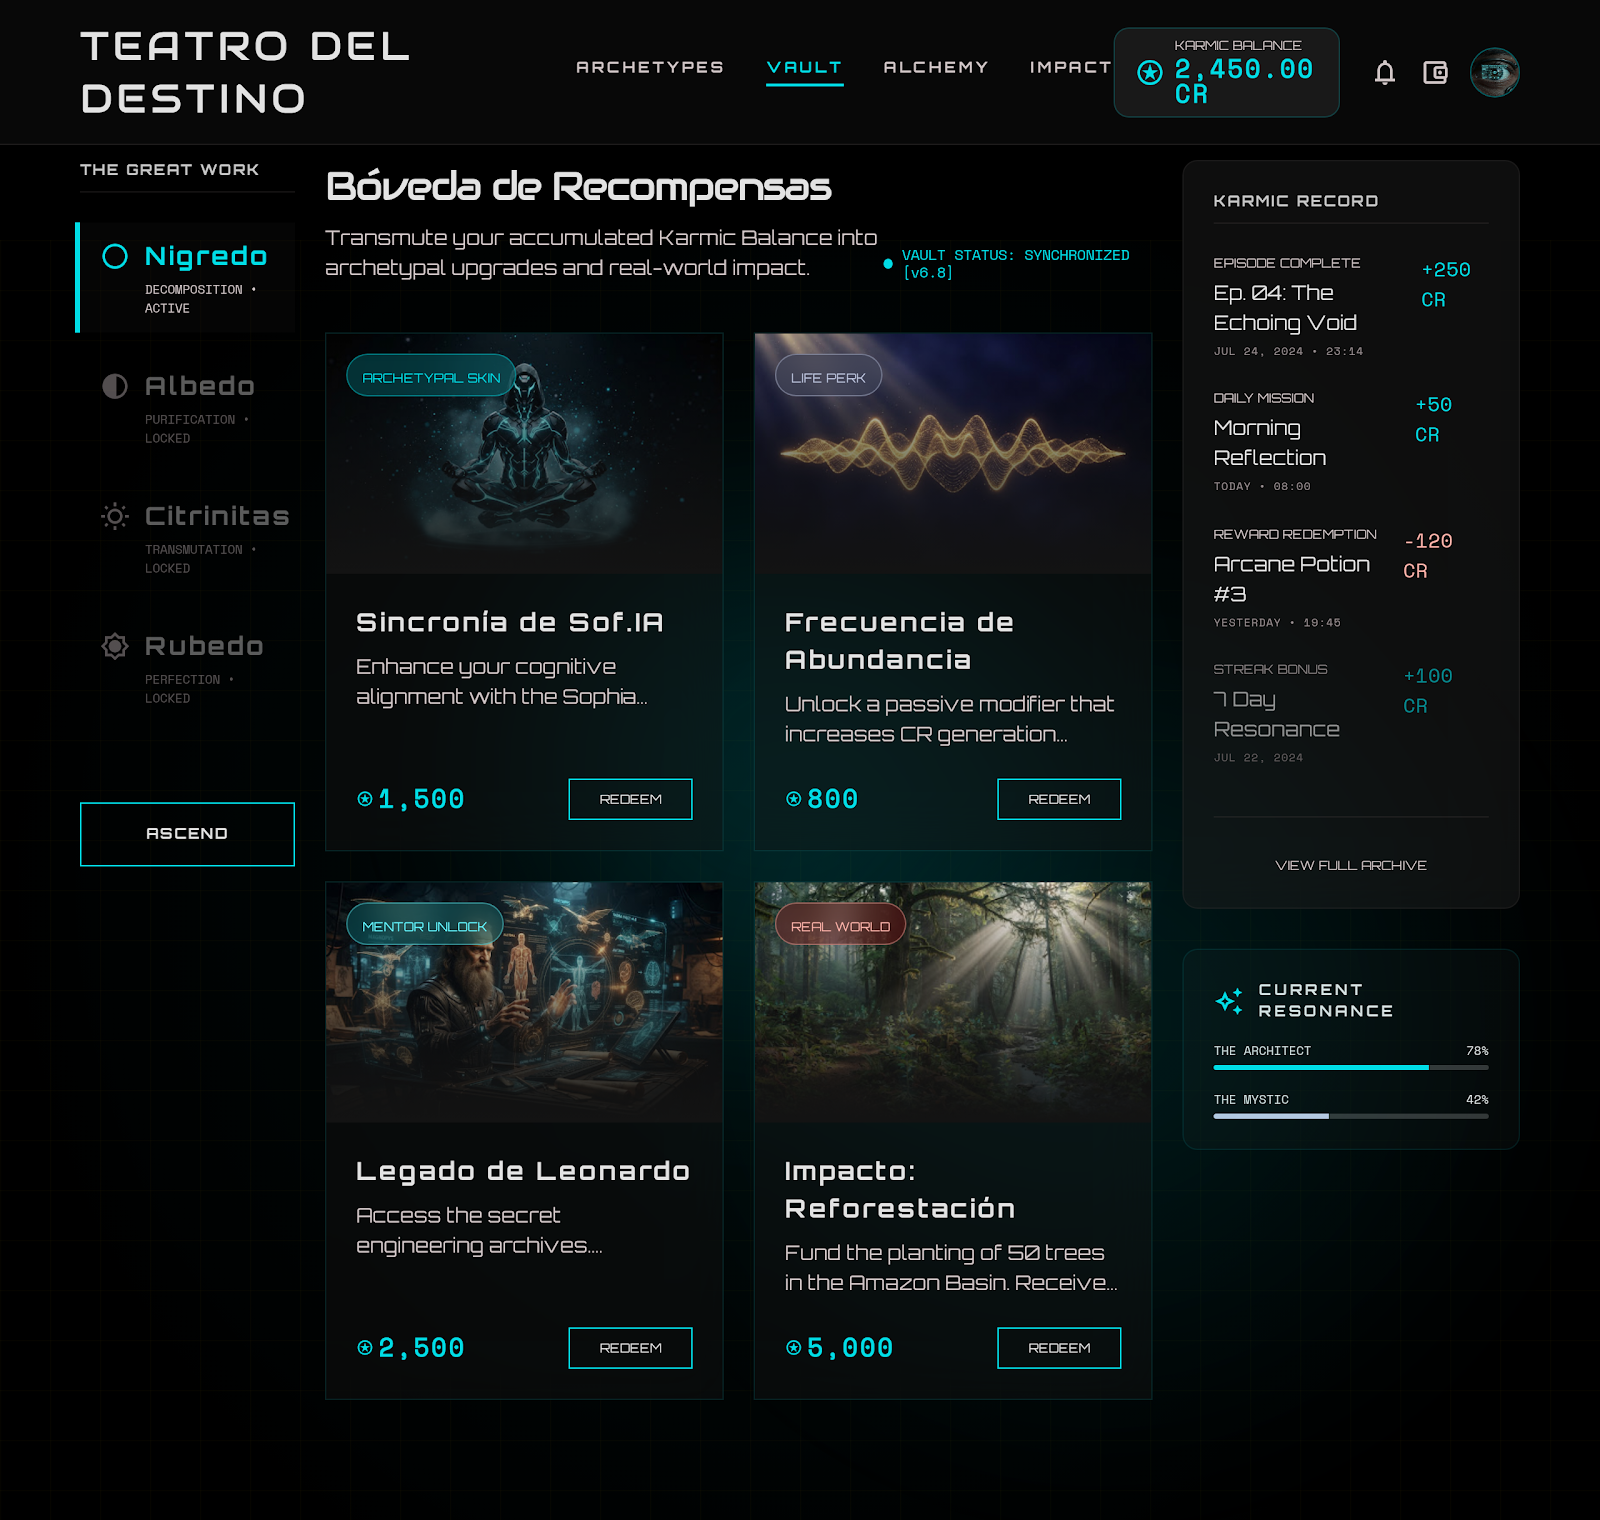 TEATRO DEL
DESTINO
ARCHETYPES
VAULT
ALCHEMY
IMPACT
KARMIC BALANCE
2,450.00
CR
THE GREAT WORK
Nigredo
DECOMPOSITION •
ACTIVE
Albedo
PURIFICATION •
LOCKED
Citrinitas
TRANSMUTATION •
LOCKED
Rubedo
PERFECTION •
LOCKED
ASCEND
Bóveda de Recompensas
Transmute your accumulated Karmic Balance into
archetypal upgrades and real-world impact.
VAULT STATUS: SYNCHRONIZED
[v6.8]
ARCHETYPAL SKIN
Sincronía de Sof.IA
Enhance your cognitive
alignment with the Sophia...
1,500
REDEEM
LIFE PERK
Frecuencia de
Abundancia
Unlock a passive modifier that
increases CR generation...
800
REDEEM
MENTOR UNLOCK
Legado de Leonardo
Access the secret
engineering archives....
2,500
REDEEM
REAL WORLD
Impacto:
Reforestación
Fund the planting of 50 trees
in the Amazon Basin. Receive...
5,000
REDEEM
KARMIC RECORD
EPISODE COMPLETE
Ep. 04: The
Echoing Void
JUL 24, 2024 • 23:14
+250
CR
DAILY MISSION
Morning
Reflection
TODAY • 08:00
+50
CR
REWARD REDEMPTION
Arcane Potion
#3
YESTERDAY • 19:45
-120
CR
STREAK BONUS
7 Day
Resonance
JUL 22, 2024
+100
CR
VIEW FULL ARCHIVE
CURRENT
RESONANCE
THE ARCHITECT 78%
THE MYSTIC 42%